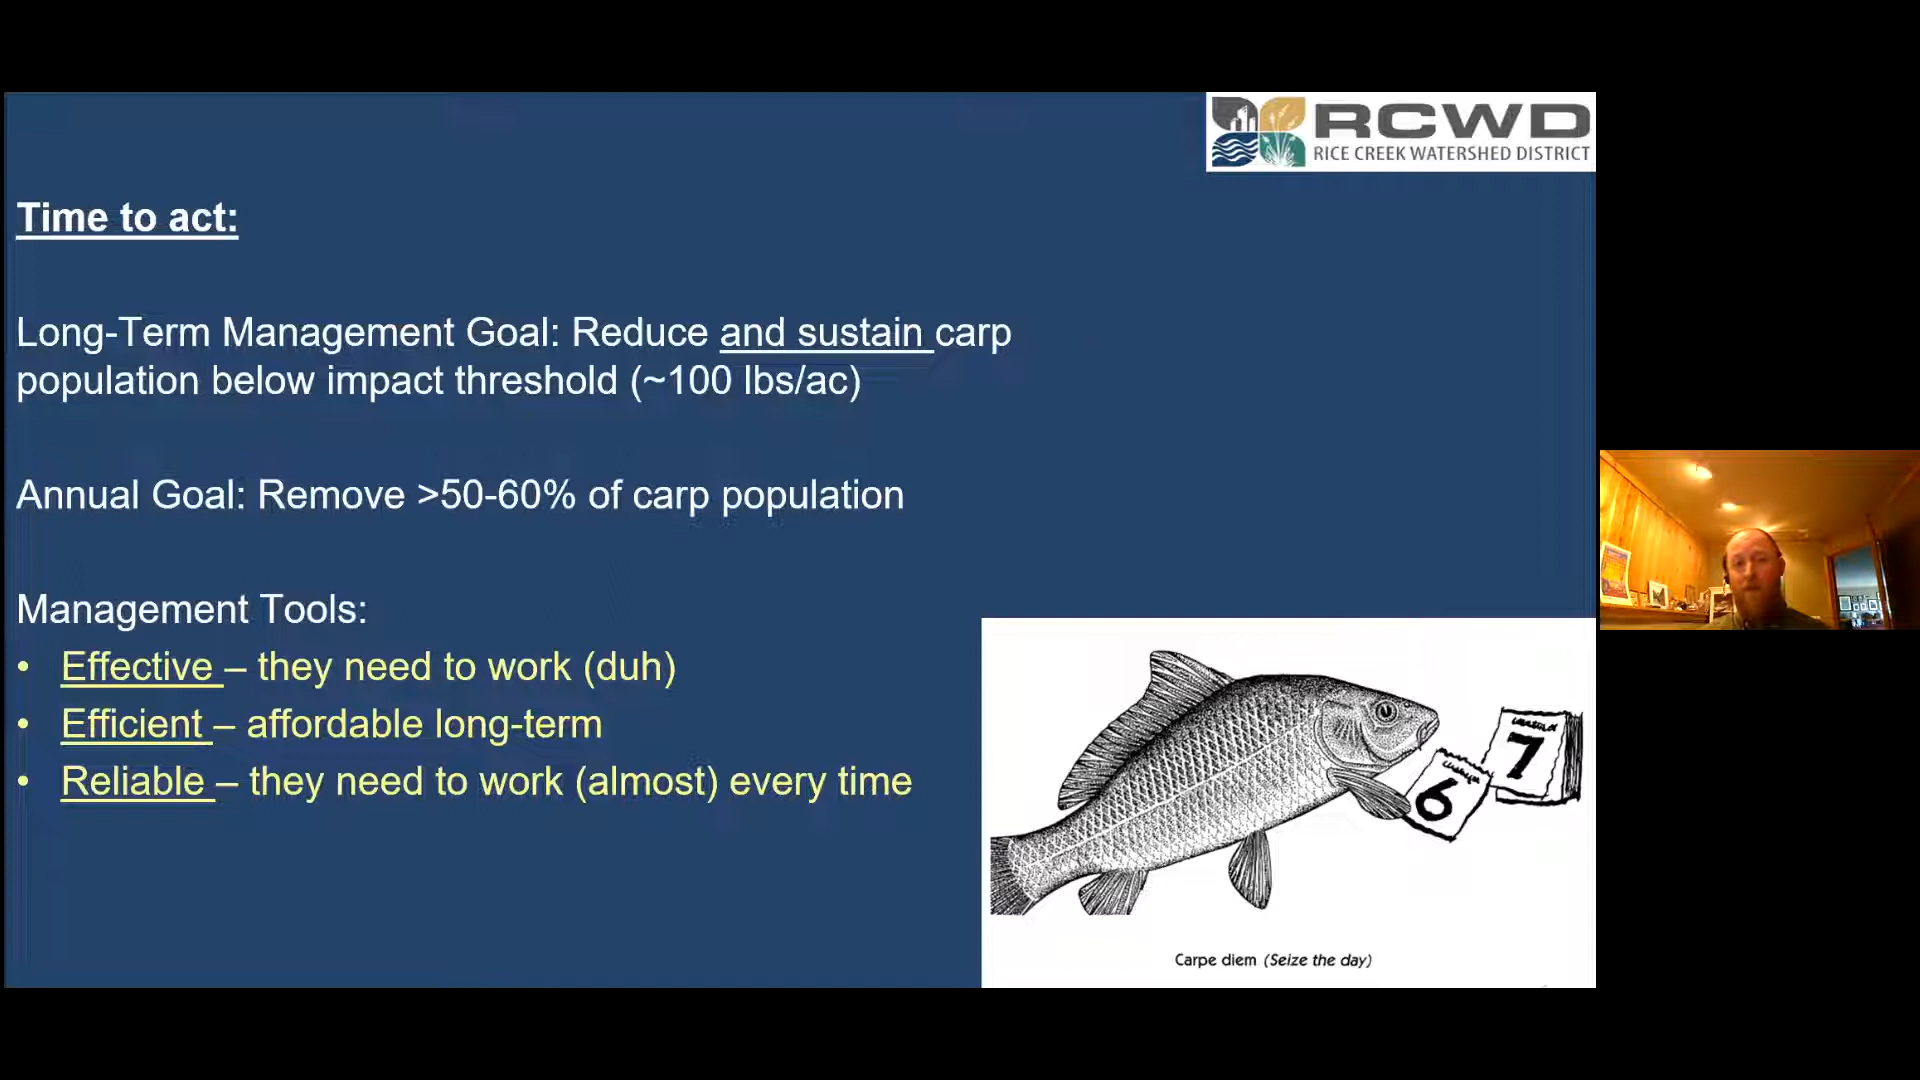 RCWD
RICE CREEK WATERSHED DISTRICT
Time to act:
Long-Term Management Goal: Reduce and sustain carp
population below impact threshold (~100 lbs/ac)
Annual Goal: Remove >50-60% of carp population
Management Tools:
• Effective – they need to work (duh)
• Efficient – affordable long-term
• Reliable – they need to work (almost) every time
7
6
Carpe diem (Seize the day)